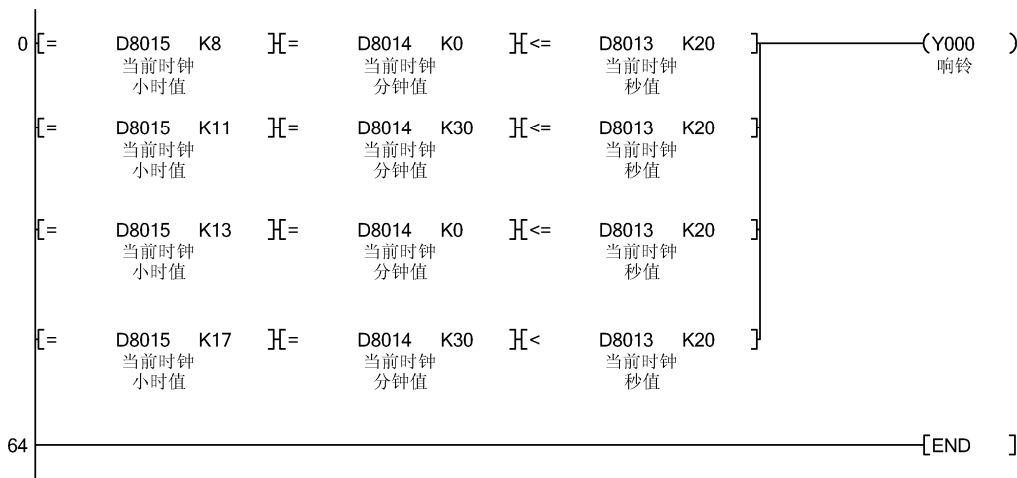 0 [= D8015 K8 ][= D8014 K0 ][<= D8013 K20 ] (Y000 )
当前时钟 当前时钟 当前时钟 响铃
小时值 分钟值 秒值
[= D8015 K11 ][= D8014 K30 ][<= D8013 K20 ]
当前时钟 当前时钟 当前时钟
小时值 分钟值 秒值
[= D8015 K13 ][= D8014 K0 ][<= D8013 K20 ]
当前时钟 当前时钟 当前时钟
小时值 分钟值 秒值
[= D8015 K17 ][= D8014 K30 ][< D8013 K20 ]
当前时钟 当前时钟 当前时钟
小时值 分钟值 秒值
64 [END ]